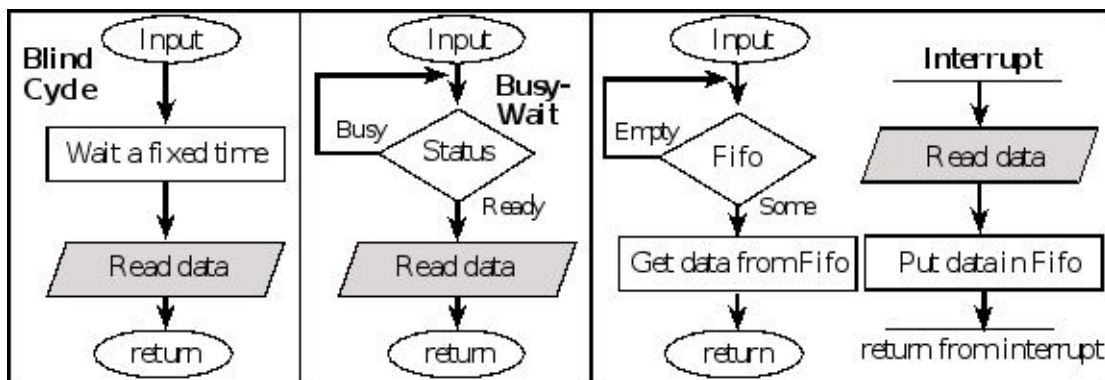 Input
Blind
Cycle
Wait a fixed time
Read data
return
Input
Busy-
Wait
Busy
Status
Ready
Read data
return
Input
Empty
Fifo
Some
Get data from Fifo
return
Interrupt
Read data
Put data in Fifo
return from interrupt